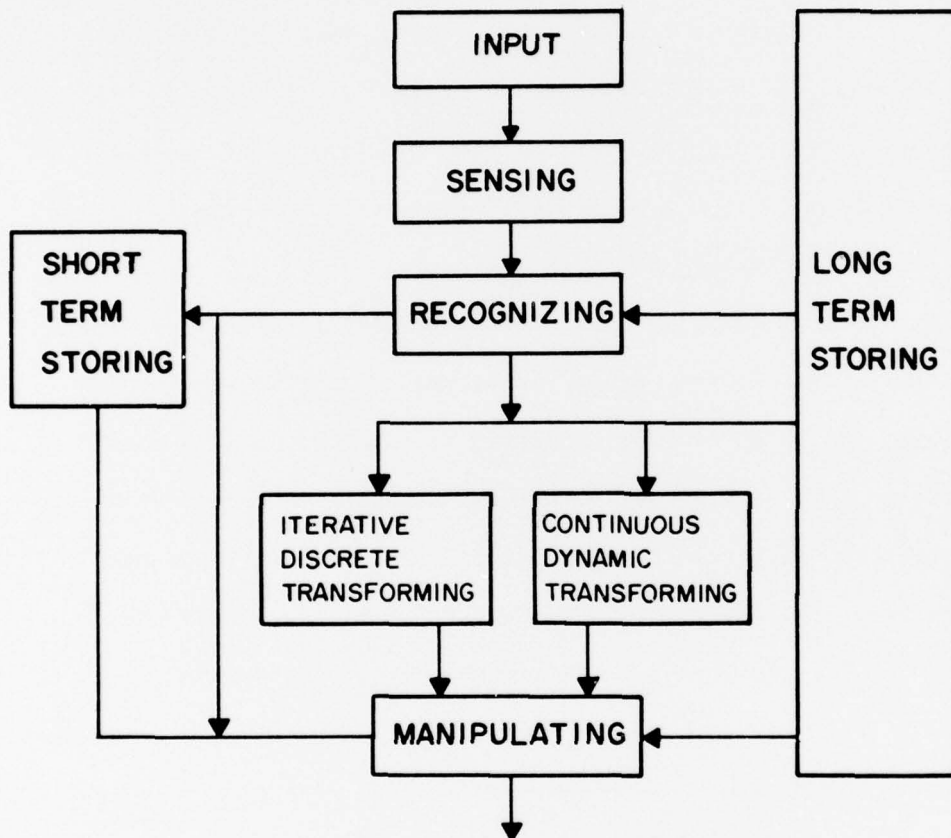 INPUT
SENSING
SHORT
TERM
STORING
RECOGNIZING
LONG
TERM
STORING
ITERATIVE
DISCRETE
TRANSFORMING
CONTINUOUS
DYNAMIC
TRANSFORMING
MANIPULATING